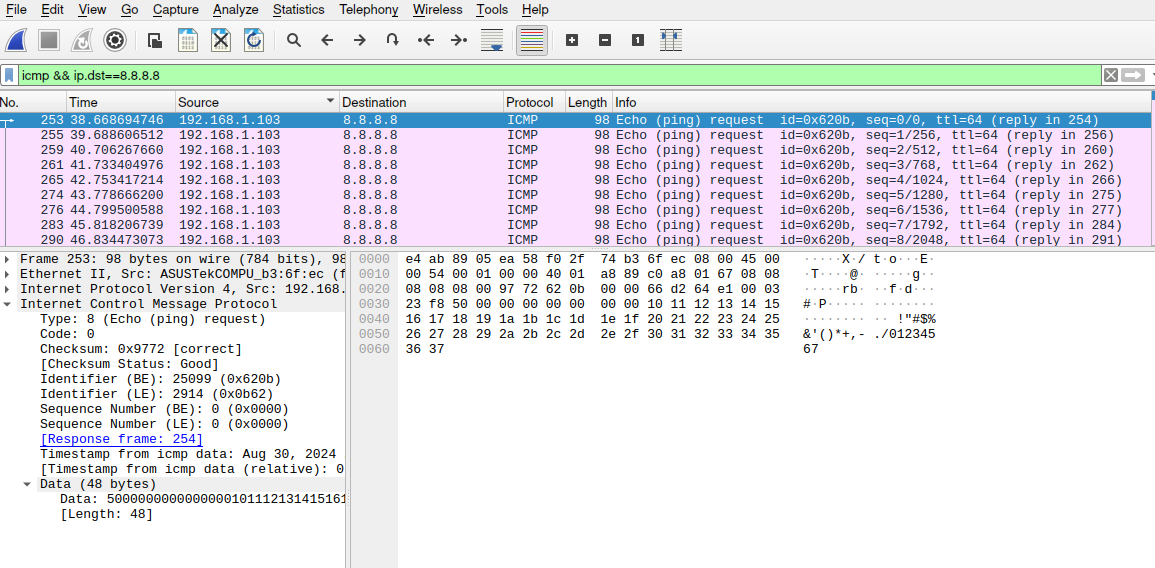 File Edit View Go Capture Analyze Statistics Telephony Wireless Tools Help
icmp && ip.dst==8.8.8.8
No. Time Source Destination Protocol Length Info
253 38.668694746 192.168.1.103 8.8.8.8 ICMP 98 Echo (ping) request id=0x620b, seq=0/0, ttl=64 (reply in 254)
255 39.688606512 192.168.1.103 8.8.8.8 ICMP 98 Echo (ping) request id=0x620b, seq=1/256, ttl=64 (reply in 256)
259 40.706267660 192.168.1.103 8.8.8.8 ICMP 98 Echo (ping) request id=0x620b, seq=2/512, ttl=64 (reply in 260)
261 41.733404976 192.168.1.103 8.8.8.8 ICMP 98 Echo (ping) request id=0x620b, seq=3/768, ttl=64 (reply in 262)
265 42.753417214 192.168.1.103 8.8.8.8 ICMP 98 Echo (ping) request id=0x620b, seq=4/1024, ttl=64 (reply in 266)
274 43.778666200 192.168.1.103 8.8.8.8 ICMP 98 Echo (ping) request id=0x620b, seq=5/1280, ttl=64 (reply in 275)
276 44.799500588 192.168.1.103 8.8.8.8 ICMP 98 Echo (ping) request id=0x620b, seq=6/1536, ttl=64 (reply in 277)
283 45.818206739 192.168.1.103 8.8.8.8 ICMP 98 Echo (ping) request id=0x620b, seq=7/1792, ttl=64 (reply in 284)
290 46.834473073 192.168.1.103 8.8.8.8 ICMP 98 Echo (ping) request id=0x620b, seq=8/2048, ttl=64 (reply in 291)
Frame 253: 98 bytes on wire (784 bits), 98
Ethernet II, Src: ASUSTekCOMPU_b3:6f:ec (f
Internet Protocol Version 4, Src: 192.168.
Internet Control Message Protocol
Type: 8 (Echo (ping) request)
Code: 0
Checksum: 0x9772 [correct]
[Checksum Status: Good]
Identifier (BE): 25099 (0x620b)
Identifier (LE): 2914 (0x0b62)
Sequence Number (BE): 0 (0x0000)
Sequence Number (LE): 0 (0x0000)
[Response frame: 254]
Timestamp from icmp data: Aug 30, 2024
[Timestamp from icmp data (relative): 0
Data (48 bytes)
Data: 500000000000000010111213141516
[Length: 48]
0000 e4 ab 89 05 ea 58 f0 2f 74 b3 6f ec 08 00 45 00 ·····X·/ t·o···E·
0010 00 54 00 01 00 00 40 01 a8 89 c0 a8 01 67 08 08 ·T····@· ·····g··
0020 08 08 08 00 97 72 62 0b 00 00 66 d2 64 e1 00 03 ·····rb· ··f·d···
0030 23 f8 50 00 00 00 00 00 00 00 10 11 12 13 14 15 #·P····· ········
0040 16 17 18 19 1a 1b 1c 1d 1e 1f 20 21 22 23 24 25 ········ ·· !"#$%
0050 26 27 28 29 2a 2b 2c 2d 2e 2f 30 31 32 33 34 35 &'()*+,- ./012345
0060 36 37 67